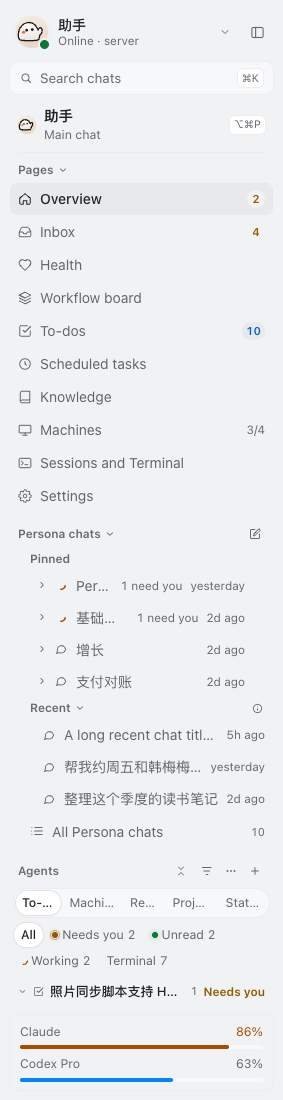 助手
Online · server
Search chats ⌘K
助手
Main chat ⌥⌘P
Pages
Overview 2
Inbox 4
Health
Workflow board
To-dos 10
Scheduled tasks
Knowledge
Machines 3/4
Sessions and Terminal
Settings
Persona chats
Pinned
Per... 1 need you yesterday
基础... 1 need you 2d ago
增长 2d ago
支付对账 2d ago
Recent
A long recent chat titl... 5h ago
帮我约周五和韩梅梅... yesterday
整理这个季度的读书笔记 2d ago
All Persona chats 10
Agents
To-... Machi... Re... Proj... Stat...
All Needs you 2 Unread 2
Working 2 Terminal 7
照片同步脚本支持 H... 1 Needs you
Claude 86%
Codex Pro 63%